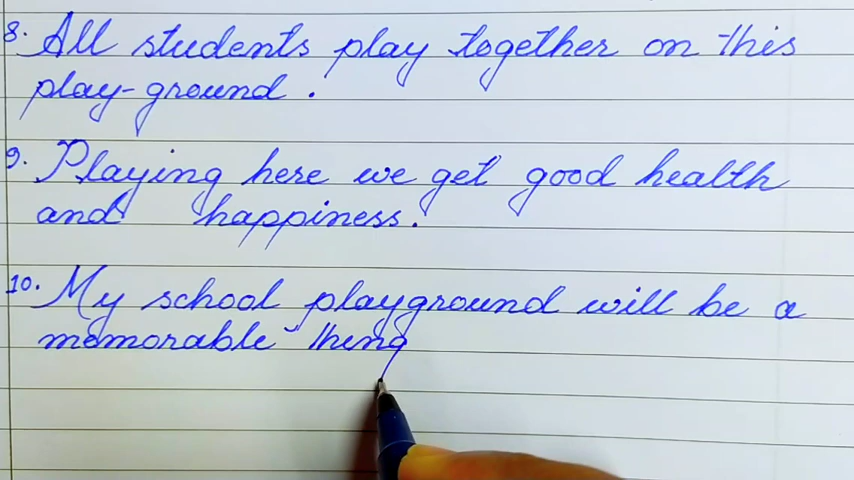 8. All students play together on this
play-ground.
9. Playing here we get good health
and happiness.
10. My school playground will be a
memorable thing